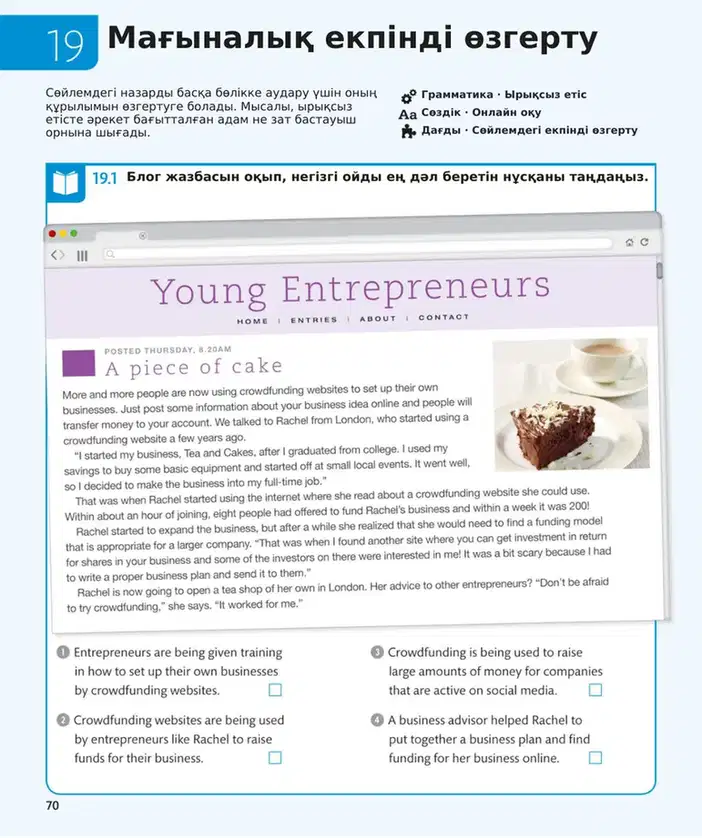 19 Мағыналық екпінді өзгерту
Сөйлемдегі назарды басқа бөлікке аудару үшін оның
құрылымын өзгертуге болады. Мысалы, ырықсыз
етісте әрекет бағытталған адам не зат бастауыш
орнына шығады.
Грамматика · Ырықсыз етіс
Aa Сөздік · Онлайн оқу
Дағды · Сөйлемдегі екпінді өзгерту
19.1 Блог жазбасын оқып, негізгі ойды ең дәл беретін нұсқаны таңдаңыз.
Young Entrepreneurs
HOME | ENTRIES | ABOUT | CONTACT
POSTED THURSDAY, 8.20AM
A piece of cake
More and more people are now using crowdfunding websites to set up their own
businesses. Just post some information about your business idea online and people will
transfer money to your account. We talked to Rachel from London, who started using a
crowdfunding website a few years ago.
“I started my business, Tea and Cakes, after I graduated from college. I used my
savings to buy some basic equipment and started off at small local events. It went well,
so I decided to make the business into my full-time job.”
That was when Rachel started using the internet where she read about a crowdfunding website she could use.
Within about an hour of joining, eight people had offered to fund Rachel’s business and within a week it was 200!
Rachel started to expand the business, but after a while she realized that she would need to find a funding model
that is appropriate for a larger company. “That was when I found another site where you can get investment in return
for shares in your business and some of the investors on there were interested in me! It was a bit scary because I had
to write a proper business plan and send it to them.”
Rachel is now going to open a tea shop of her own in London. Her advice to other entrepreneurs? “Don’t be afraid
to try crowdfunding,” she says. “It worked for me.”
1 Entrepreneurs are being given training
in how to set up their own businesses
by crowdfunding websites.
2 Crowdfunding websites are being used
by entrepreneurs like Rachel to raise
funds for their business.
3 Crowdfunding is being used to raise
large amounts of money for companies
that are active on social media.
4 A business advisor helped Rachel to
put together a business plan and find
funding for her business online.
70